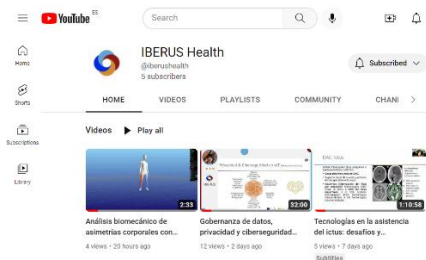 YouTube ES
Search
IBERUS Health
@iberushealth
5 subscribers
Subscribed
Home
Shorts
Subscriptions
Library
HOME VIDEOS PLAYLISTS COMMUNITY CHANI
Videos Play all
2:33
32:00
1:10:58
Análisis biomecánico de
asimetrías corporales con...
4 views • 20 hours ago
Gobernanza de datos,
privacidad y ciberseguridad...
12 views • 2 days ago
Tecnologías en la asistencia
del ictus: desafíos y...
5 views • 7 days ago
Subtitles